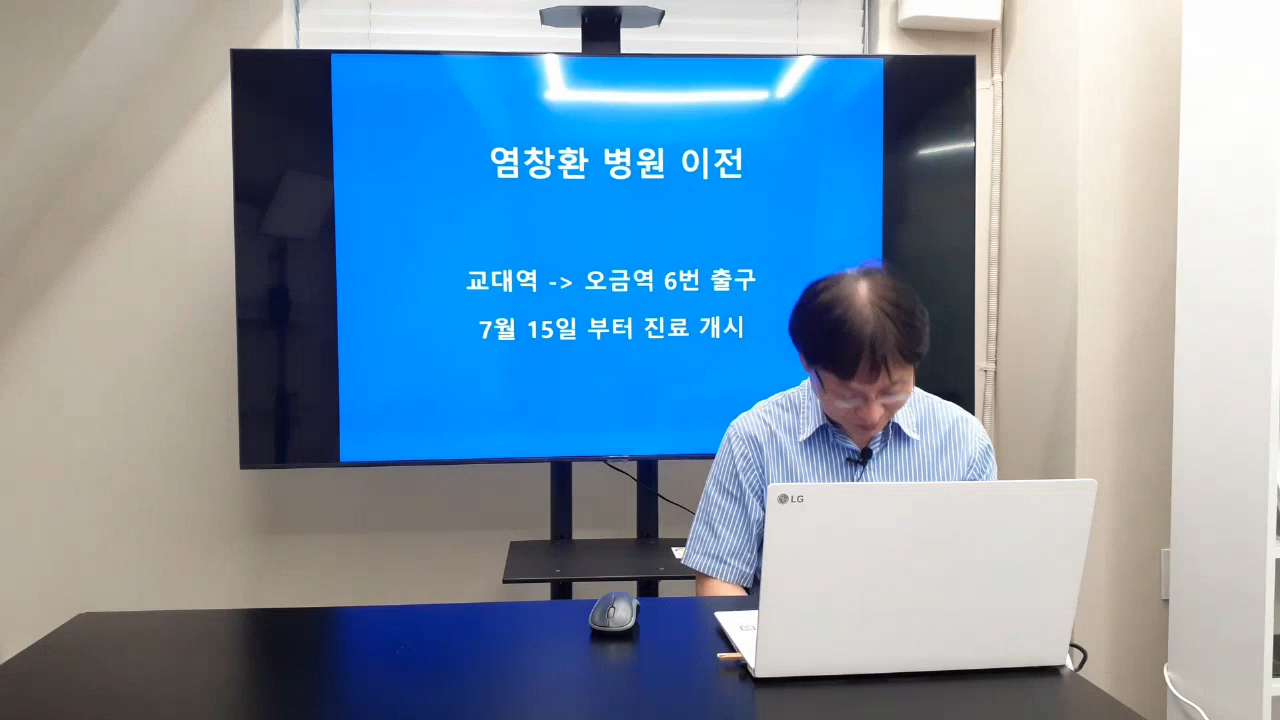 염창환 병원 이전
교대역 -> 오금역 6번 출구
7월 15일 부터 진료 개시
LG